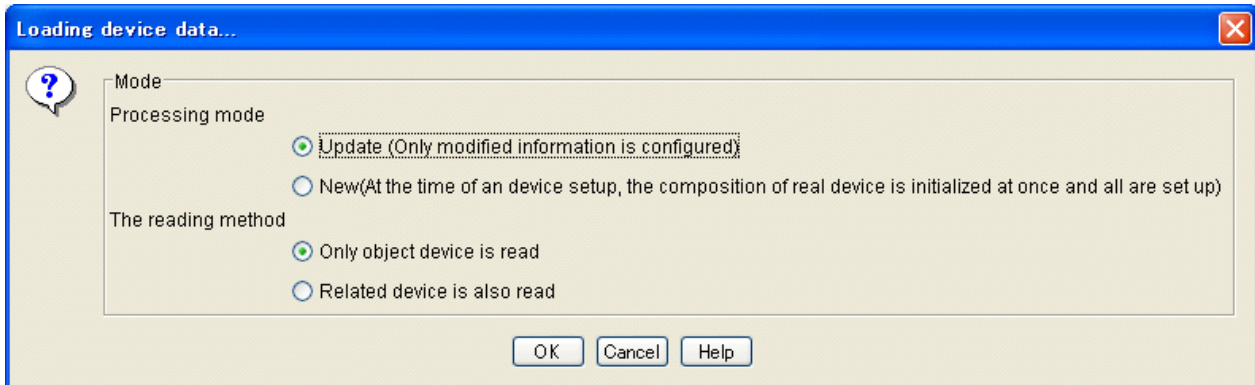 Loading device data...
?
Mode
Processing mode
Update (Only modified information is configured)
New(At the time of an device setup, the composition of real device is initialized at once and all are set up)
The reading method
Only object device is read
Related device is also read
OK Cancel Help